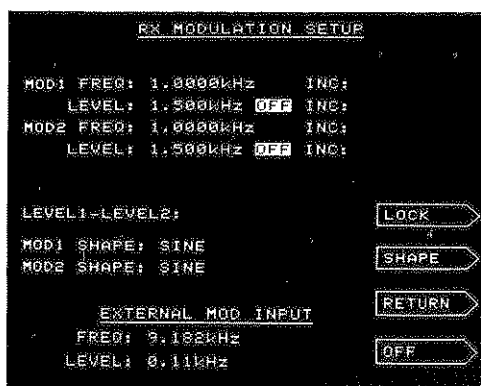 RX MODULATION SETUP
MOD1 FREQ: 1.0000kHz INC:
LEVEL: 1.500kHz OFF INC:
MOD2 FREQ: 1.0000kHz INC:
LEVEL: 1.500kHz OFF INC:
LEVEL1-LEVEL2:
LOCK
MOD1 SHAPE: SINE
MOD2 SHAPE: SINE
SHAPE
EXTERNAL MOD INPUT
RETURN
FREQ: 9.182kHz
LEVEL: 0.11kHz
OFF